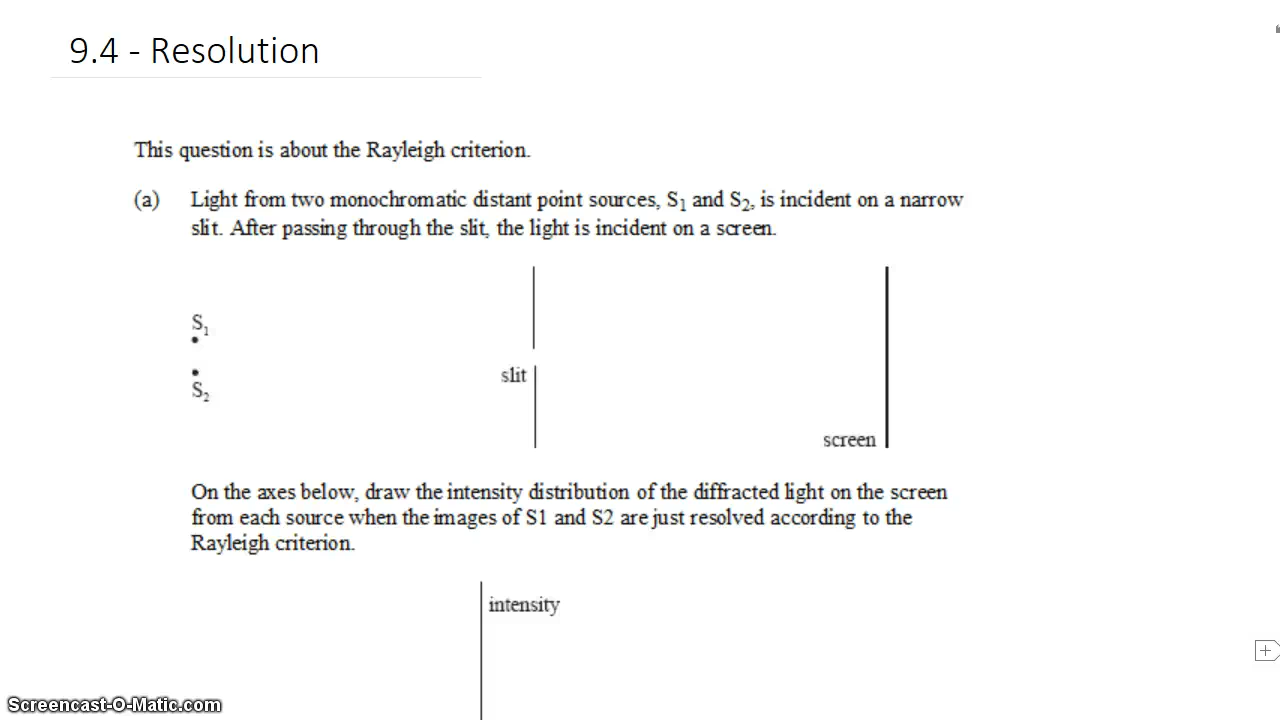 9.4 - Resolution
This question is about the Rayleigh criterion.
(a) Light from two monochromatic distant point sources, S₁ and S₂, is incident on a narrow
slit. After passing through the slit, the light is incident on a screen.
S₁
slit
S₂
screen
On the axes below, draw the intensity distribution of the diffracted light on the screen
from each source when the images of S1 and S2 are just resolved according to the
Rayleigh criterion.
intensity
Screencast-O-Matic.com